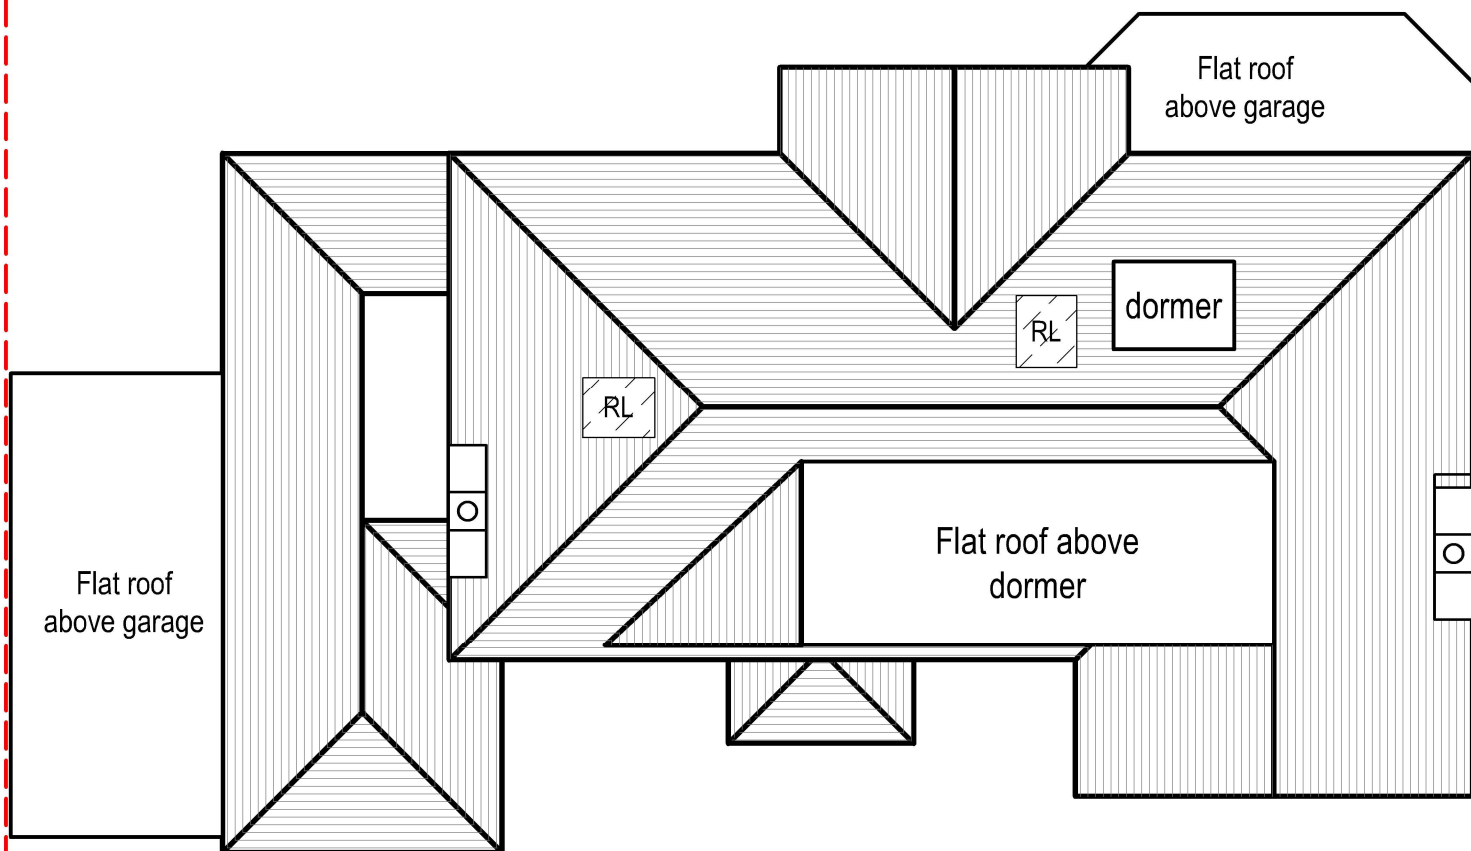 Flat roof
above garage
dormer
RL
RL
Flat roof above
dormer
Flat roof
above garage